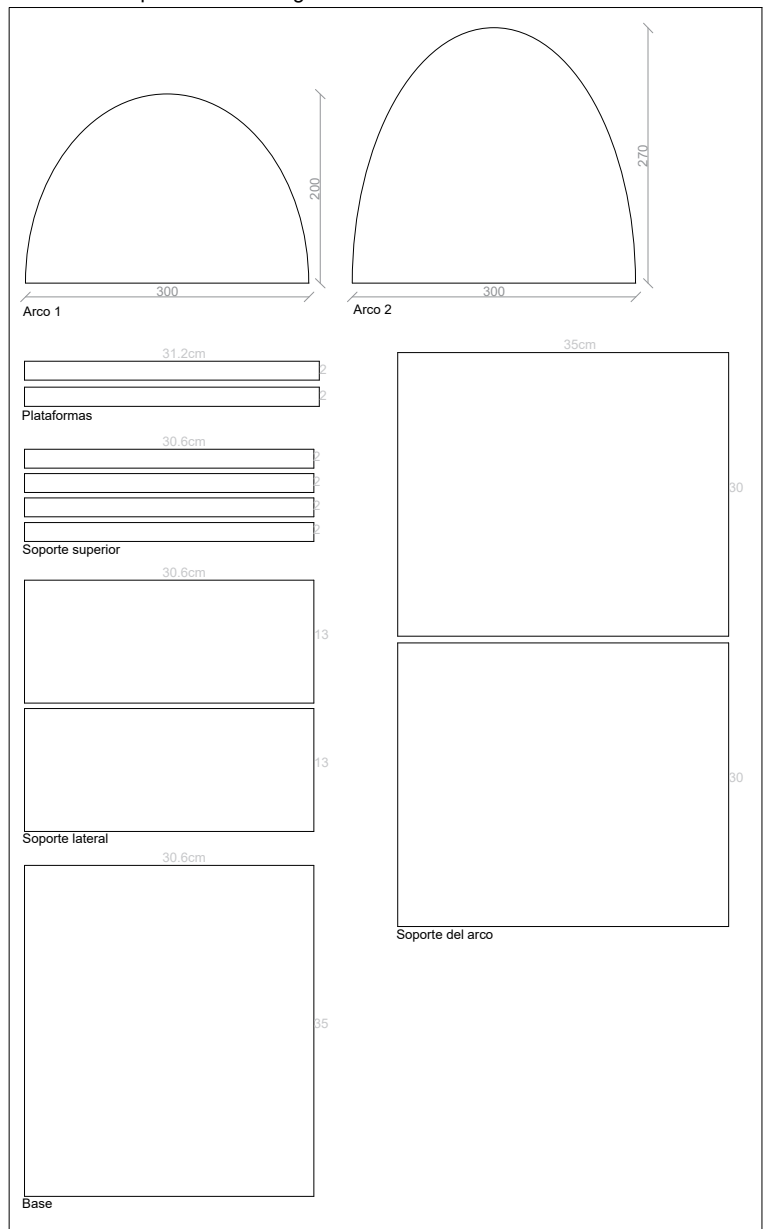 200
300
Arco 1
270
300
Arco 2
31.2cm
2
2
Plataformas
30.6cm
2
2
2
2
Soporte superior
30.6cm
13
13
Soporte lateral
30.6cm
35
Base
35cm
30
30
Soporte del arco